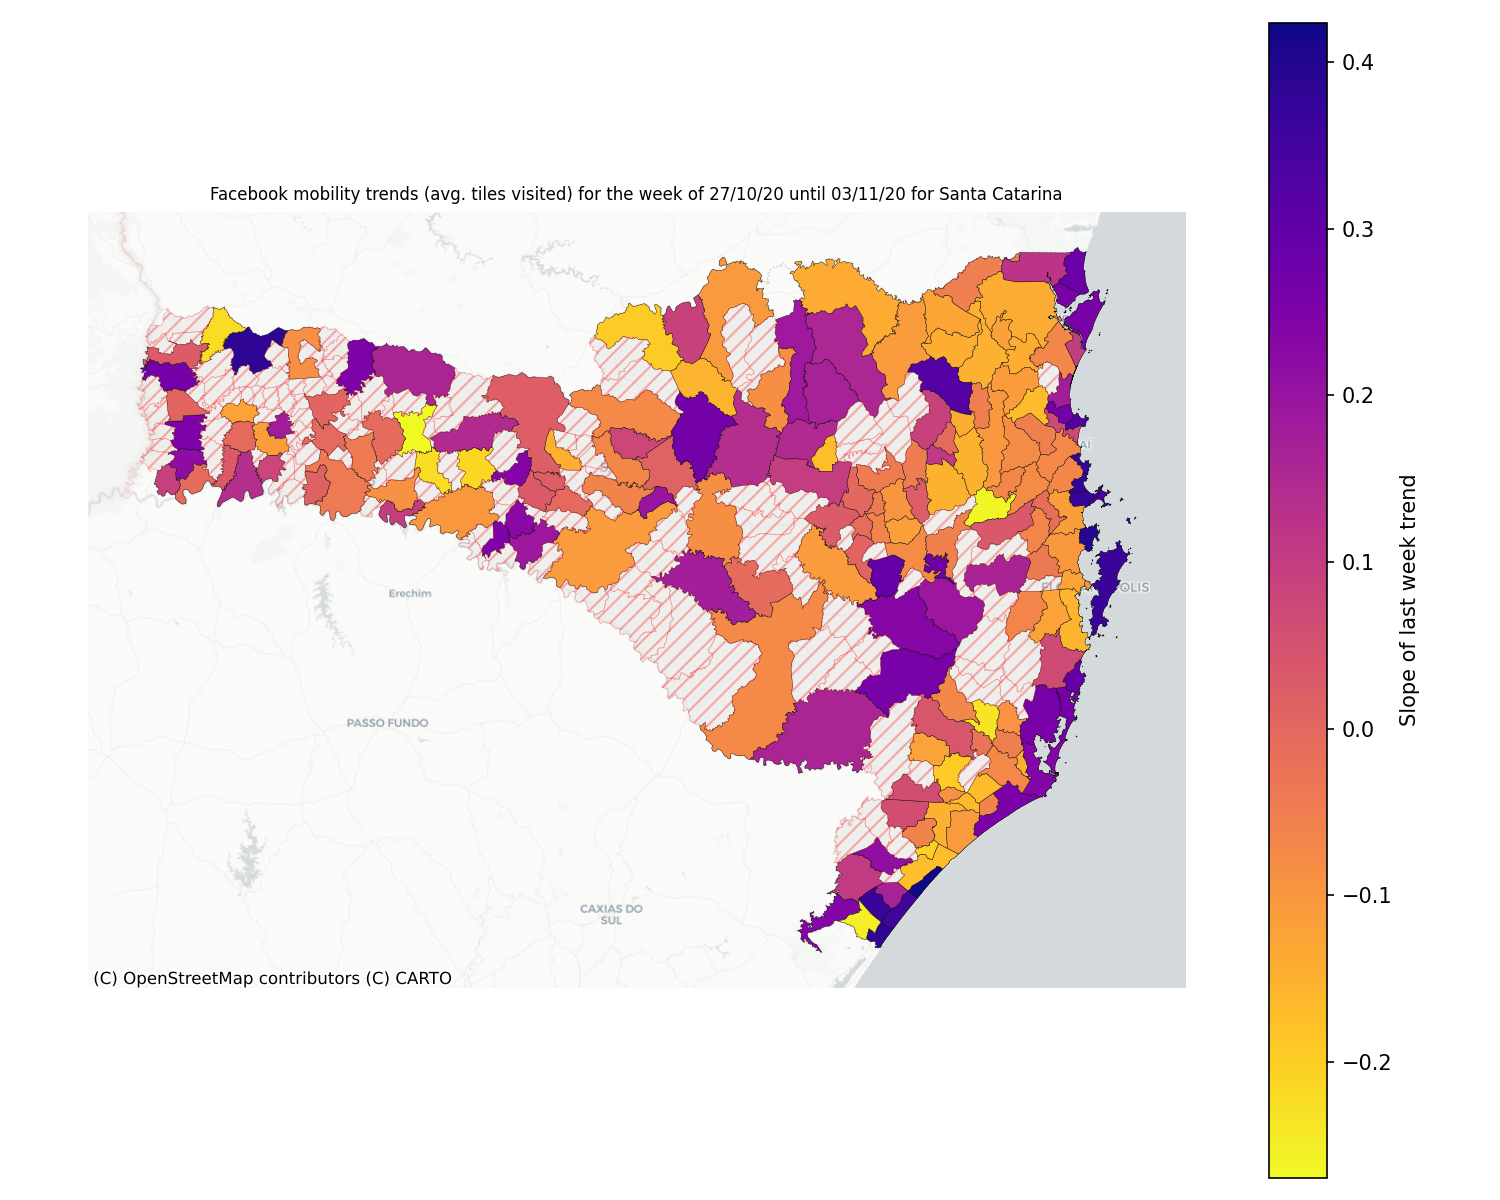 Facebook mobility trends (avg. tiles visited) for the week of 27/10/20 until 03/11/20 for Santa Catarina
0.4
0.3
0.2
0.1
0.0
−0.1
−0.2
Slope of last week trend
Erechim
OLIS
PASSO FUNDO
CAXIAS DO
SUL
(C) OpenStreetMap contributors (C) CARTO